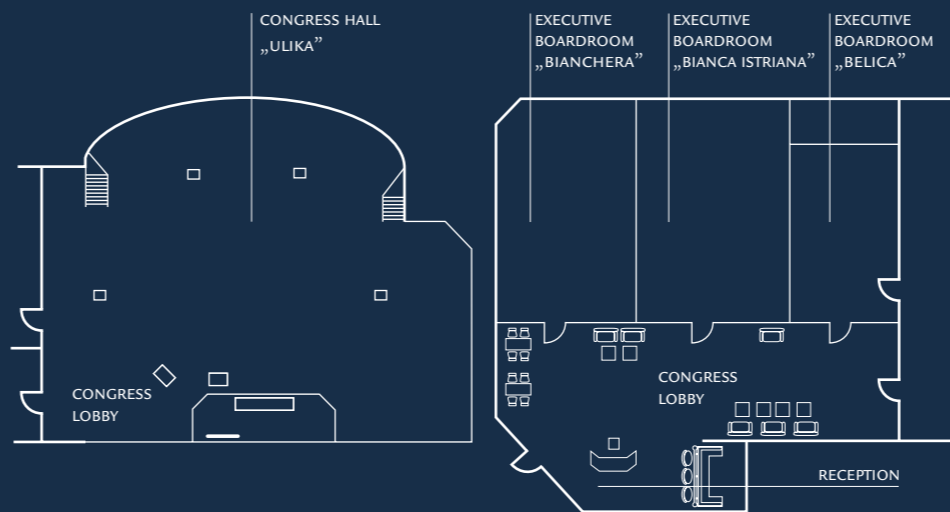 CONGRESS HALL
„ULIKA”
EXECUTIVE
BOARDROOM
„BIANCHERA”
EXECUTIVE
BOARDROOM
„BIANCA ISTRIANA”
EXECUTIVE
BOARDROOM
„BELICA”
CONGRESS
LOBBY
CONGRESS
LOBBY
RECEPTION